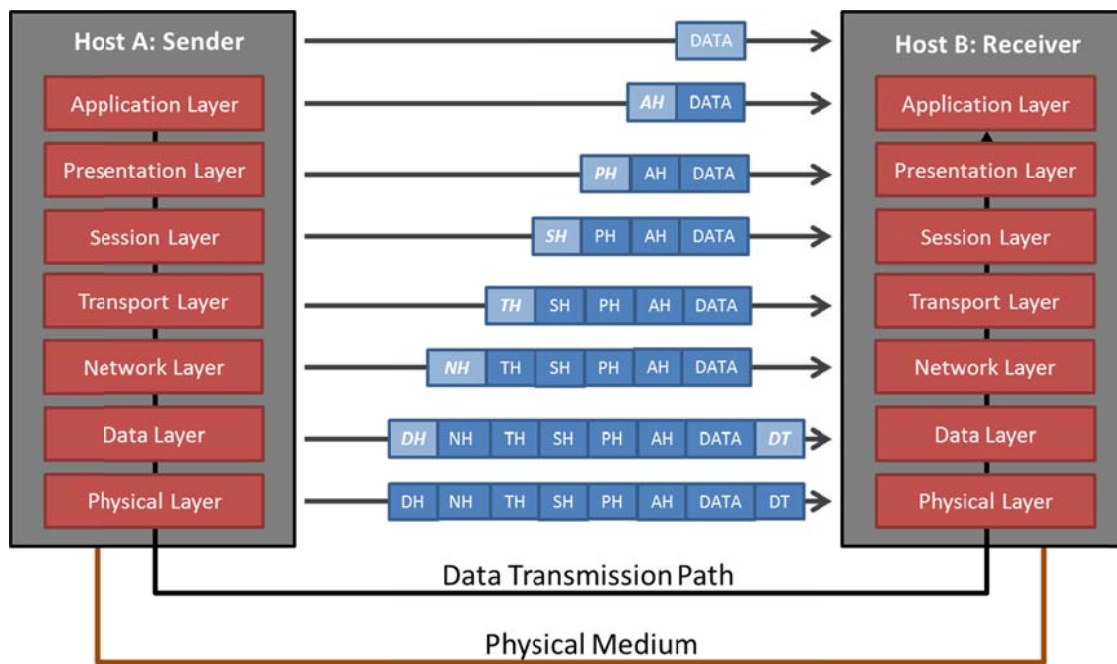 Host A: Sender
DATA
Host B: Receiver
Application Layer
AH DATA
Application Layer
Presentation Layer
PH AH DATA
Presentation Layer
Session Layer
SH PH AH DATA
Session Layer
Transport Layer
TH SH PH AH DATA
Transport Layer
Network Layer
NH TH SH PH AH DATA
Network Layer
Data Layer
DH NH TH SH PH AH DATA DT
Data Layer
Physical Layer
DH NH TH SH PH AH DATA DT
Physical Layer
Data Transmission Path
Physical Medium